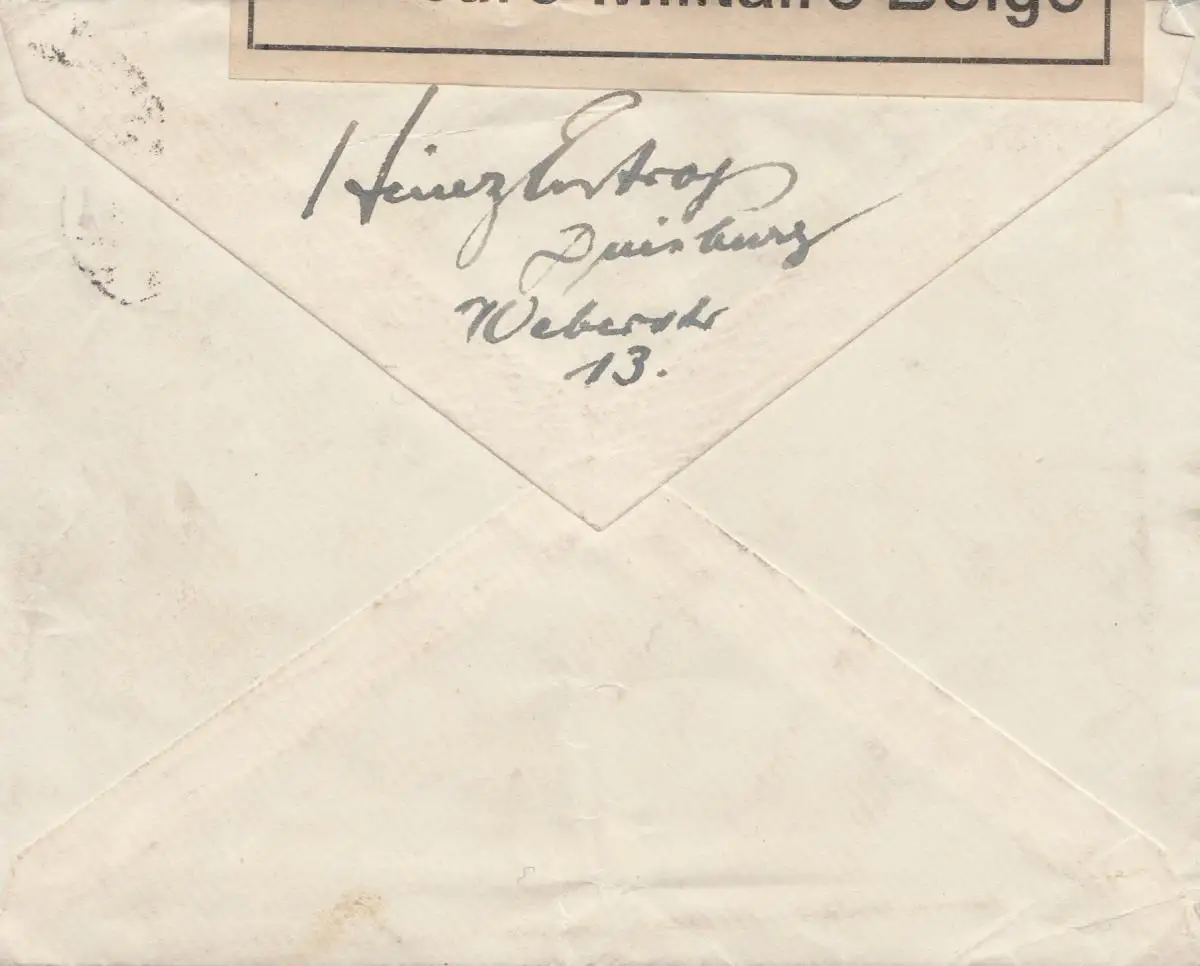 Militaire Belge
Heinz
Duisburg
Weberstr
13.